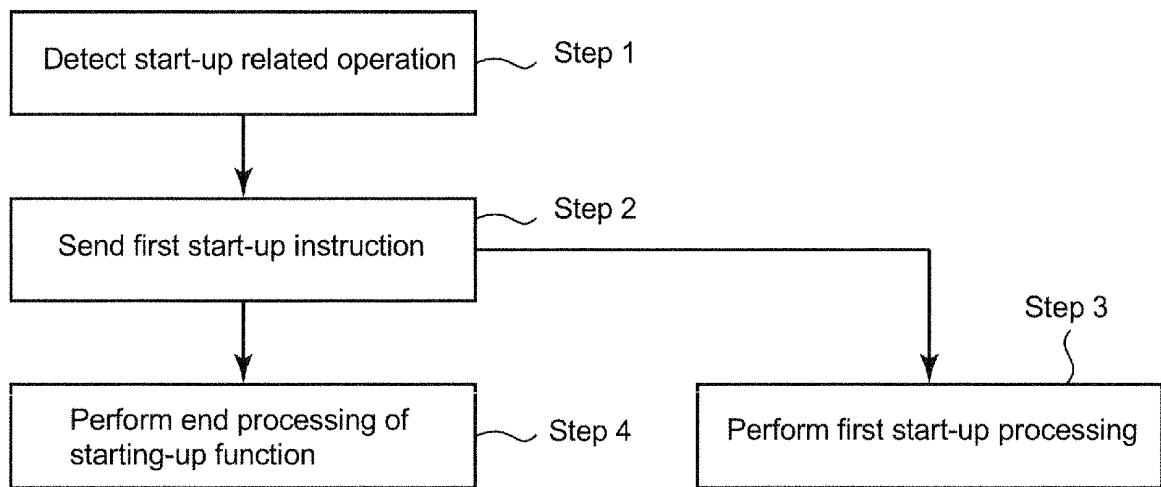 Detect start-up related operation
Step 1
Send first start-up instruction
Step 2
Step 3
Perform end processing of
starting-up function
Step 4
Perform first start-up processing